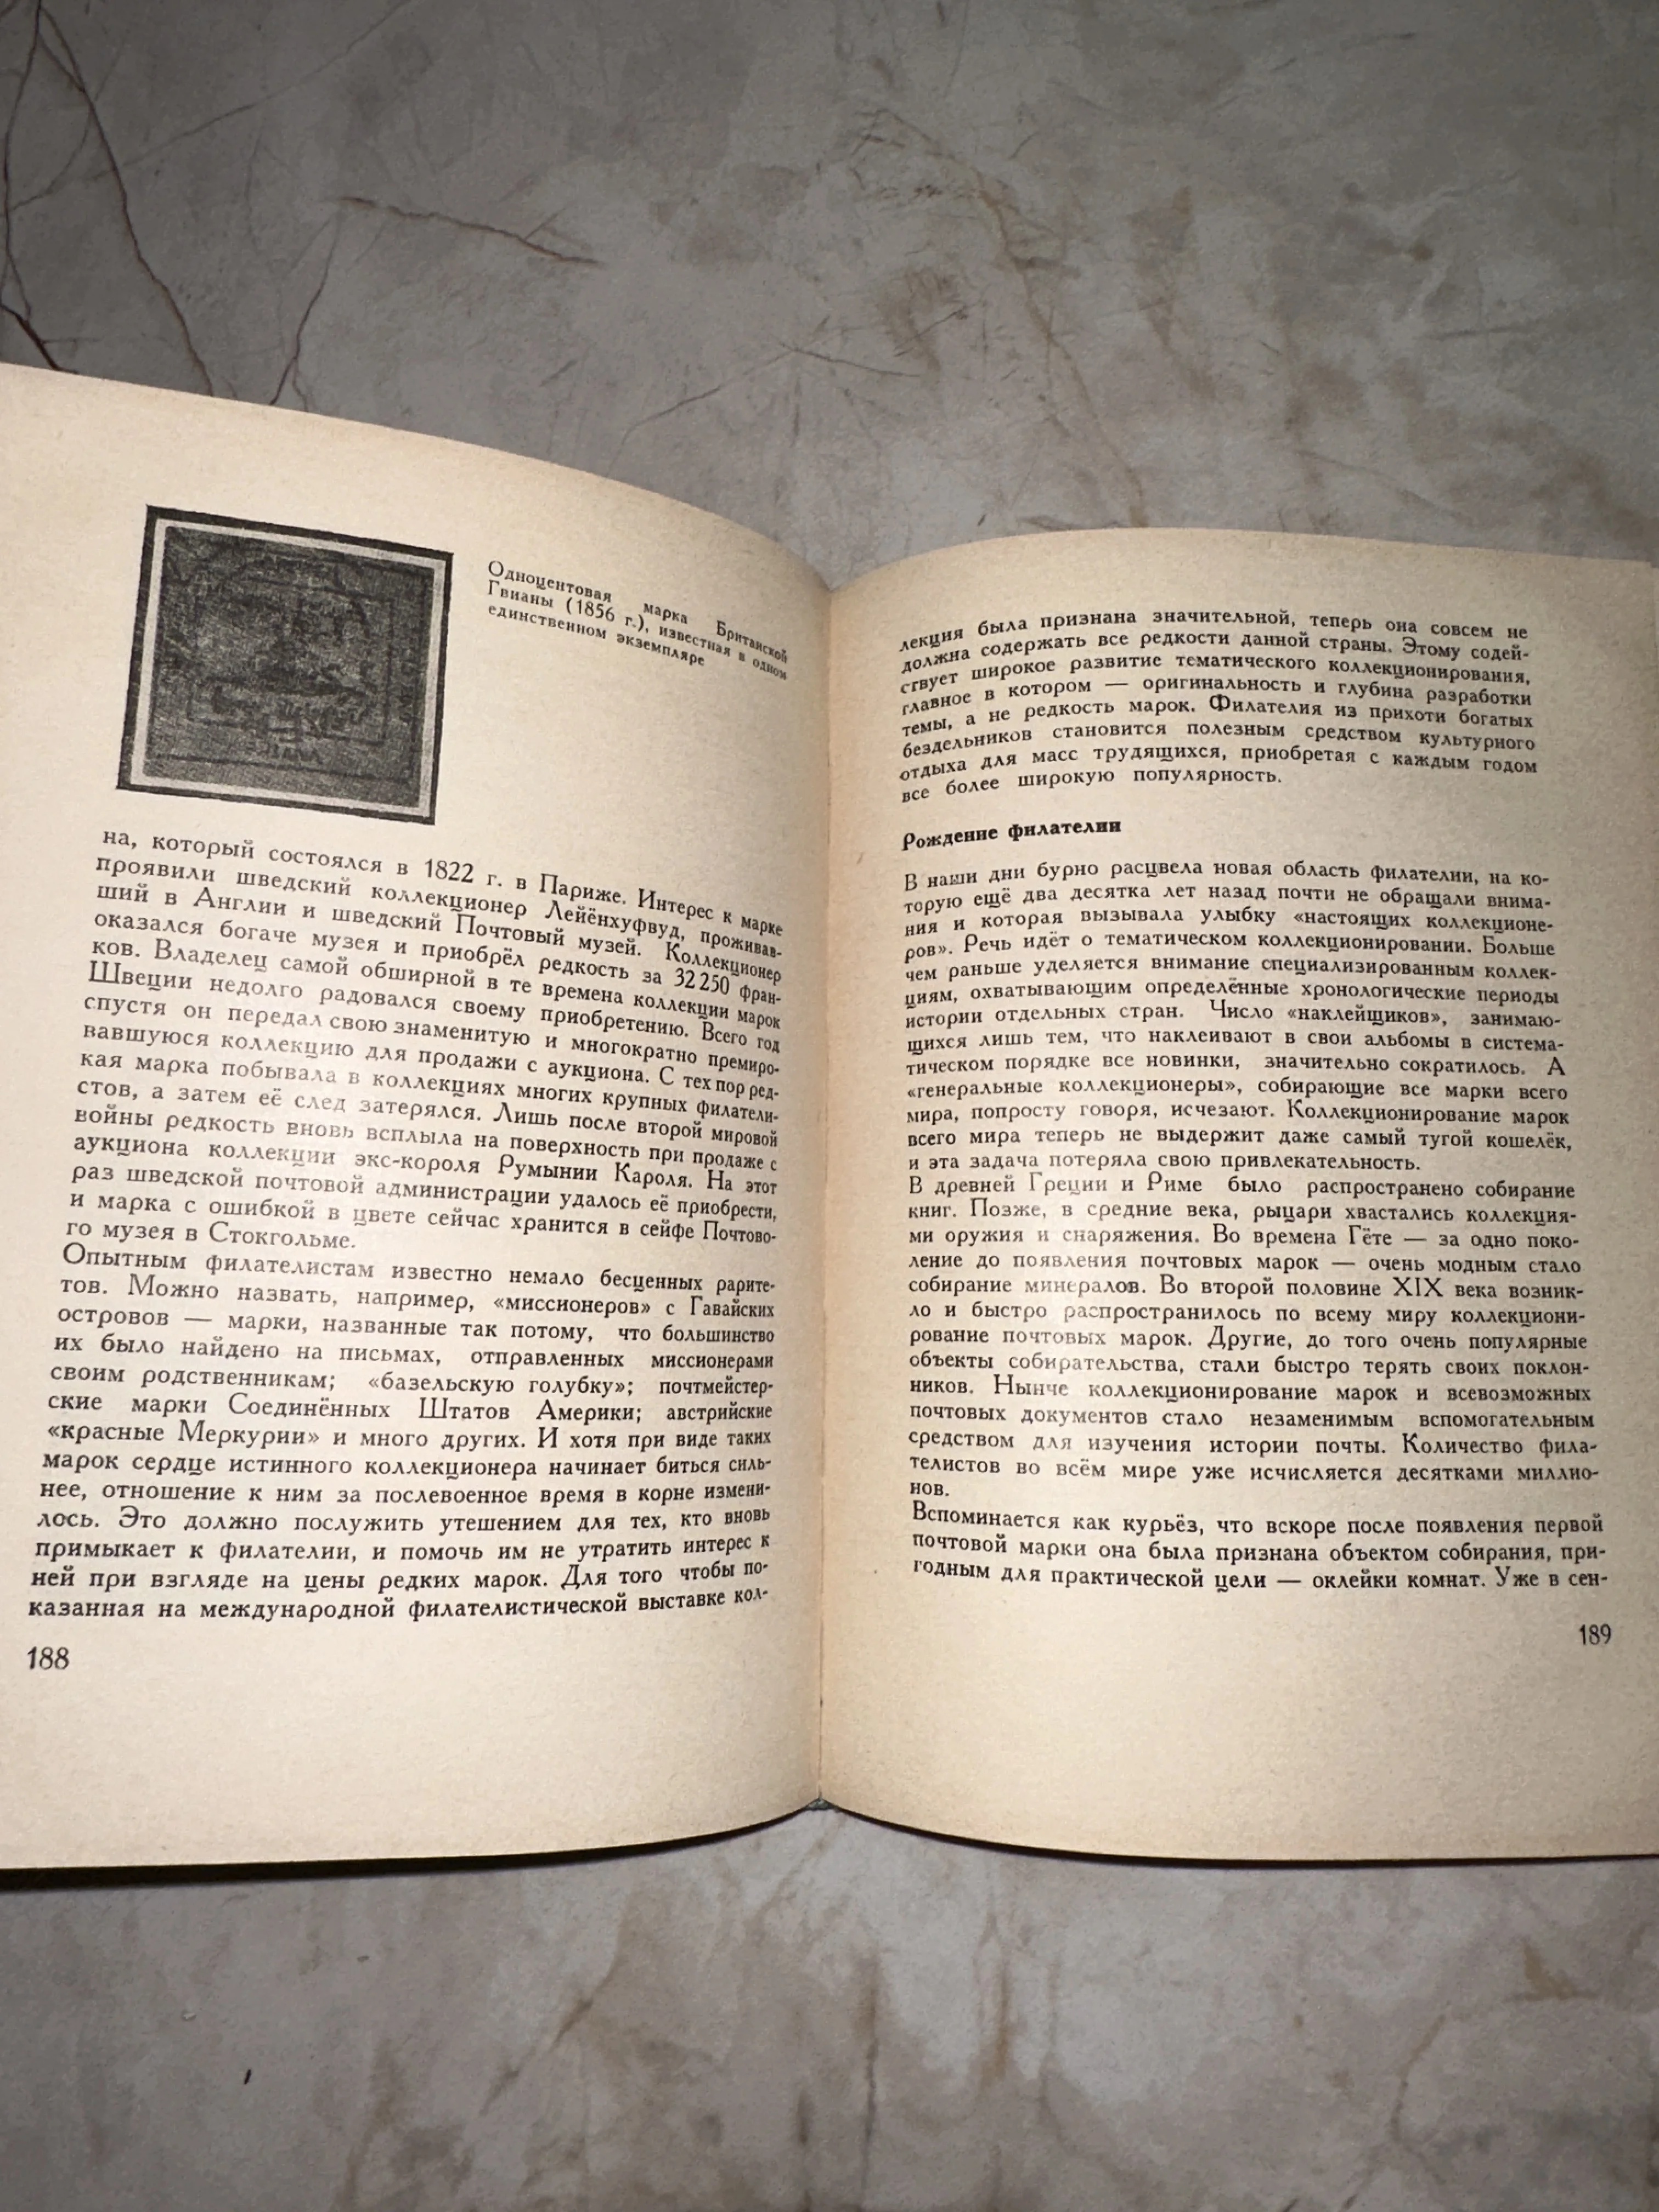 Одноцентовая марка Британской
Гвианы (1856 г.), известная в одном
единственном экземпляре
на, который состоялся в 1822 г. в Париже. Интерес к марке
проявили шведский коллекционер Лейёнхуфвуд, проживав-
ший в Англии и шведский Почтовый музей. Коллекционер
оказался богаче музея и приобрёл редкость за 32 250 фран-
ков. Владелец самой обширной в те времена коллекции марок
Швеции недолго радовался своему приобретению. Всего год
спустя он передал свою знаменитую и многократно премиро-
вавшуюся коллекцию для продажи с аукциона. С тех пор ред-
кая марка побывала в коллекциях многих крупных филатели-
стов, а затем её след затерялся. Лишь после второй мировой
войны редкость вновь всплыла на поверхность при продаже с
аукциона коллекции экс-короля Румынии Кароля. На этот
раз шведской почтовой администрации удалось её приобрести,
и марка с ошибкой в цвете сейчас хранится в сейфе Почтово-
го музея в Стокгольме.
Опытным филателистам известно немало бесценных рарите-
тов. Можно назвать, например, «миссионеров» с Гавайских
островов — марки, названные так потому, что большинство
их было найдено на письмах, отправленных миссионерами
своим родственникам; «базельскую голубку»; почтмейстер-
ские марки Соединённых Штатов Америки; австрийские
«красные Меркурии» и много других. И хотя при виде таких
марок сердце истинного коллекционера начинает биться силь-
нее, отношение к ним за послевоенное время в корне измени-
лось. Это должно послужить утешением для тех, кто вновь
примыкает к филателии, и помочь им не утратить интерес к
ней при взгляде на цены редких марок. Для того чтобы по-
казанная на международной филателистической выставке кол-
188
лекция была признана значительной, теперь она совсем не
должна содержать все редкости данной страны. Этому содей-
ствует широкое развитие тематического коллекционирования,
главное в котором — оригинальность и глубина разработки
темы, а не редкость марок. Филателия из прихоти богатых
бездельников становится полезным средством культурного
отдыха для масс трудящихся, приобретая с каждым годом
все более широкую популярность.
Рождение филателии
В наши дни бурно расцвела новая область филателии, на ко-
торую ещё два десятка лет назад почти не обращали внима-
ния и которая вызывала улыбку «настоящих коллекционе-
ров». Речь идёт о тематическом коллекционировании. Больше
чем раньше уделяется внимание специализированным коллек-
циям, охватывающим определённые хронологические периоды
истории отдельных стран. Число «наклейщиков», занимаю-
щихся лишь тем, что наклеивают в свои альбомы в система-
тическом порядке все новинки, значительно сократилось. А
«генеральные коллекционеры», собирающие все марки всего
мира, попросту говоря, исчезают. Коллекционирование марок
всего мира теперь не выдержит даже самый тугой кошелёк,
и эта задача потеряла свою привлекательность.
В древней Греции и Риме было распространено собирание
книг. Позже, в средние века, рыцари хвастались коллекция-
ми оружия и снаряжения. Во времена Гёте — за одно поко-
ление до появления почтовых марок — очень модным стало
собирание минералов. Во второй половине XIX века возник-
ло и быстро распространилось по всему миру коллекциони-
рование почтовых марок. Другие, до того очень популярные
объекты собирательства, стали быстро терять своих поклон-
ников. Нынче коллекционирование марок и всевозможных
почтовых документов стало незаменимым вспомогательным
средством для изучения истории почты. Количество фила-
телистов во всём мире уже исчисляется десятками миллио-
нов.
Вспоминается как курьёз, что вскоре после появления первой
почтовой марки она была признана объектом собирания, при-
годным для практической цели — оклейки комнат. Уже в сен-
189